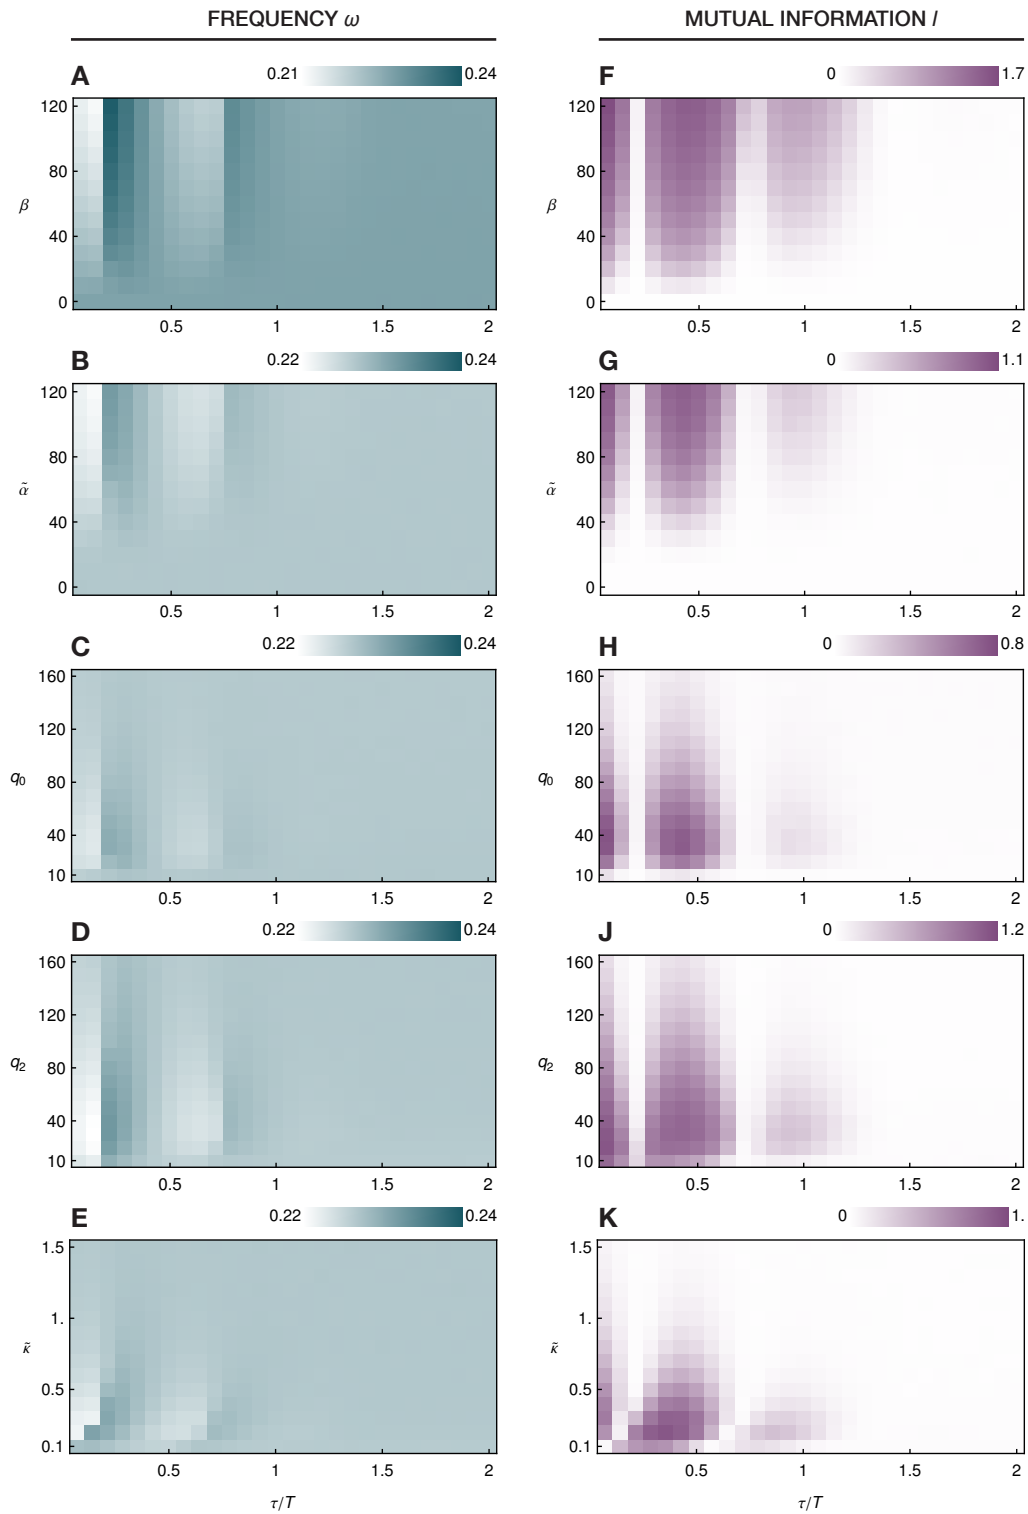 FREQUENCY ω
MUTUAL INFORMATION I
A 0.21 0.24
F 0 1.7
120
80
β
40
0
0.5 1 1.5 2
120
80
β
40
0
0.5 1 1.5 2
B 0.22 0.24
G 0 1.1
120
80
α̃
40
0
0.5 1 1.5 2
120
80
α̃
40
0
0.5 1 1.5 2
C 0.22 0.24
H 0 0.8
160
120
q₀ 80
40
10
0.5 1 1.5 2
160
120
q₀ 80
40
10
0.5 1 1.5 2
D 0.22 0.24
J 0 1.2
160
120
q₂ 80
40
10
0.5 1 1.5 2
160
120
q₂ 80
40
10
0.5 1 1.5 2
E 0.22 0.24
K 0 1.
1.5
1.
κ̃
0.5
0.1
0.5 1 1.5 2
τ/T
1.5
1.
κ̃
0.5
0.1
0.5 1 1.5 2
τ/T